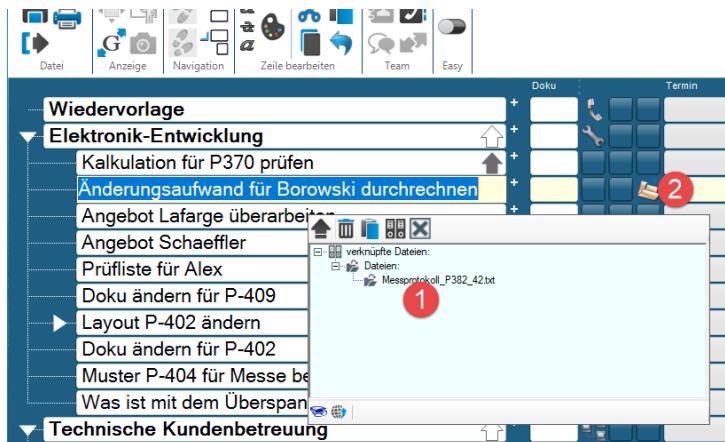 Datei
Anzeige
Navigation
Zeile bearbeiten
Team
Easy
Doku
Termin
Wiedervorlage
Elektronik-Entwicklung
Kalkulation für P370 prüfen
Änderungsaufwand für Borowski durchrechnen
2
Angebot Lafarge überarbeiten
Angebot Schaeffler
verknüpfte Dateien:
Prüfliste für Alex
Dateien:
Messprotokoll_P382_42.txt
1
Doku ändern für P-409
Layout P-402 ändern
Doku ändern für P-402
Muster P-404 für Messe be
Was ist mit dem Überspan
Technische Kundenbetreuung